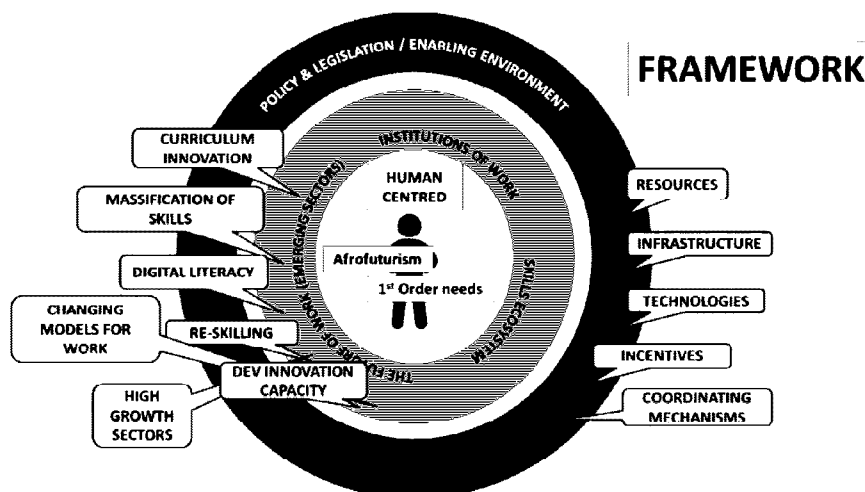 FRAMEWORK
POLICY & LEGISLATION / ENABLING ENVIRONMENT
INSTITUTIONS OF WORK
SKILLS ECOSYSTEM
THE FUTURE OF WORK (EMERGING SECTORS)
HUMAN
CENTRED
Afrofuturism
1st Order needs
CURRICULUM
INNOVATION
MASSIFICATION OF
SKILLS
DIGITAL LITERACY
CHANGING
MODELS FOR
WORK
RE-SKILLING
DEV INNOVATION
CAPACITY
HIGH
GROWTH
SECTORS
RESOURCES
INFRASTRUCTURE
TECHNOLOGIES
INCENTIVES
COORDINATING
MECHANISMS